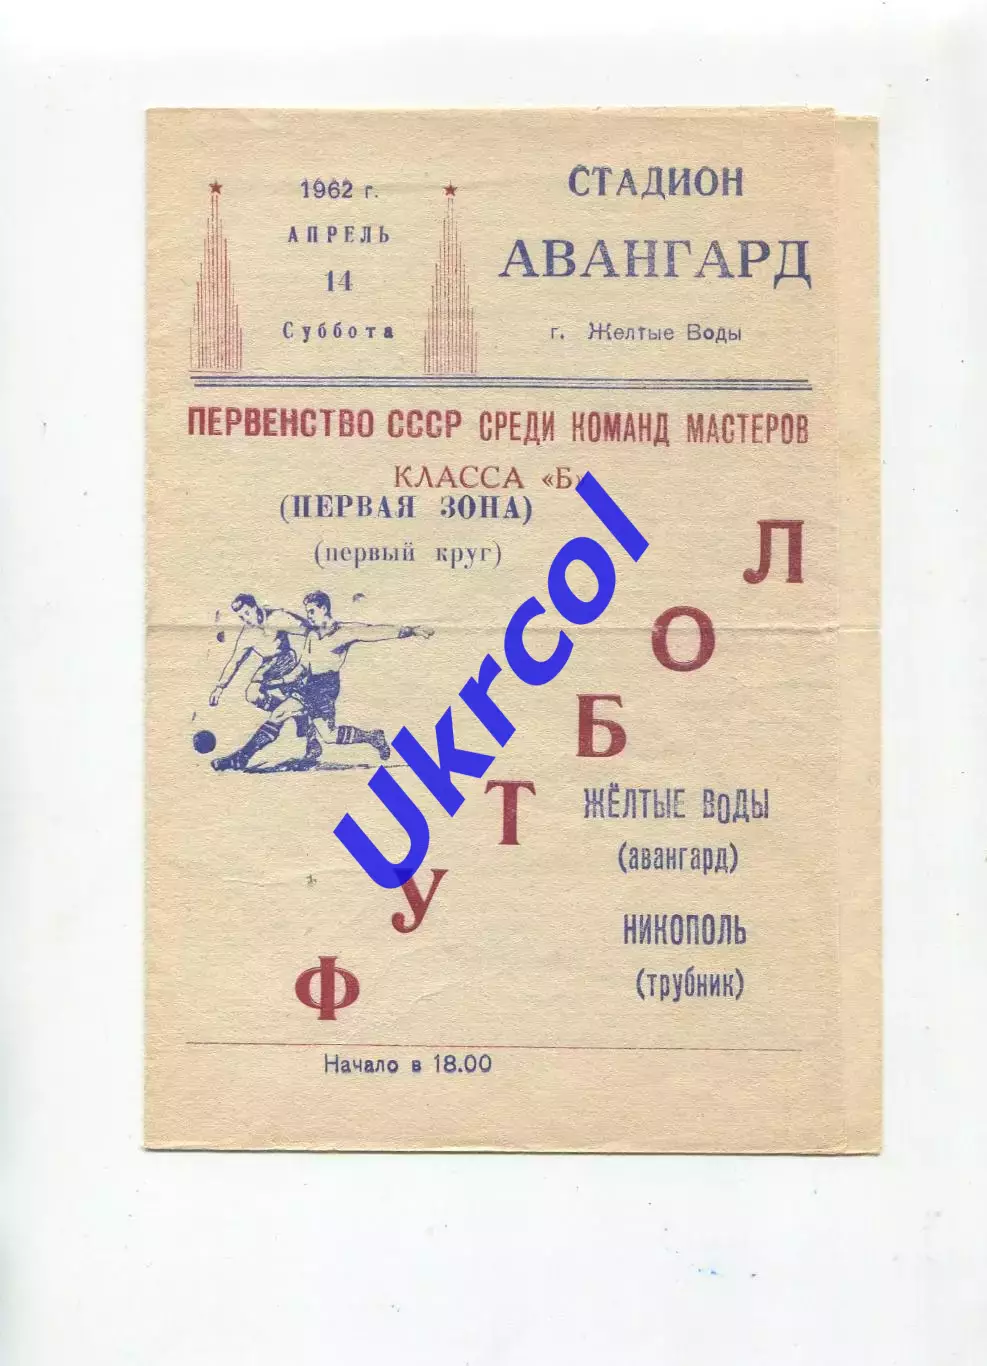 1962 г.
АПРЕЛЬ
14
Суббота
СТАДИОН
АВАНГАРД
г. Желтые Воды
ПЕРВЕНСТВО СССР СРЕДИ КОМАНД МАСТЕРОВ
КЛАССА «Б»
(ПЕРВАЯ ЗОНА)
(первый круг)
ФУТБОЛ
ЖЁЛТЫЕ ВОДЫ
(авангард)
НИКОПОЛЬ
(трубник)
Начало в 18.00
Ukrcol